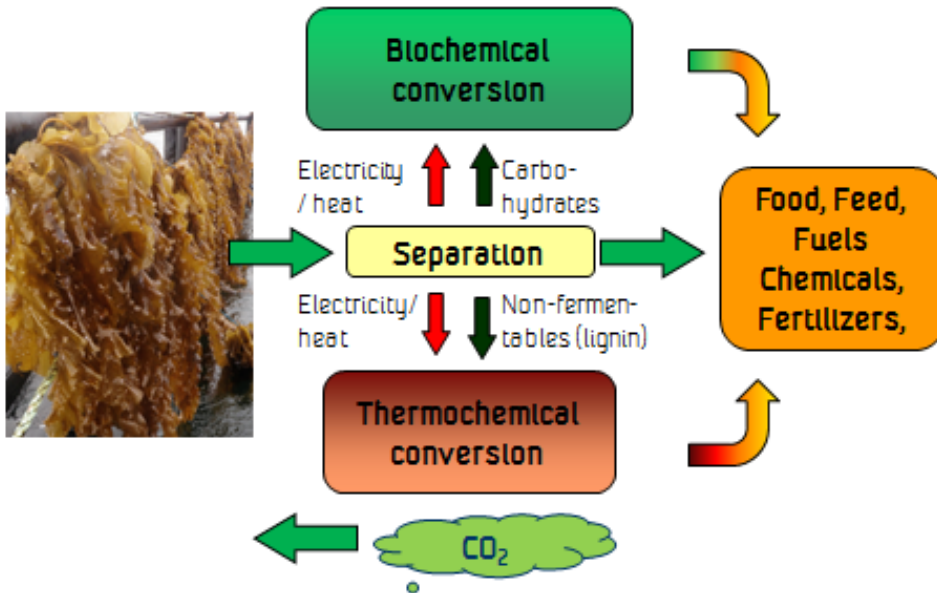 Biochemical
conversion
Electricity
/ heat
Carbo-
hydrates
Separation
Food, Feed,
Fuels
Chemicals,
Fertilizers,
Electricity/
heat
Non-fermen-
tables (lignin)
Thermochemical
conversion
CO₂